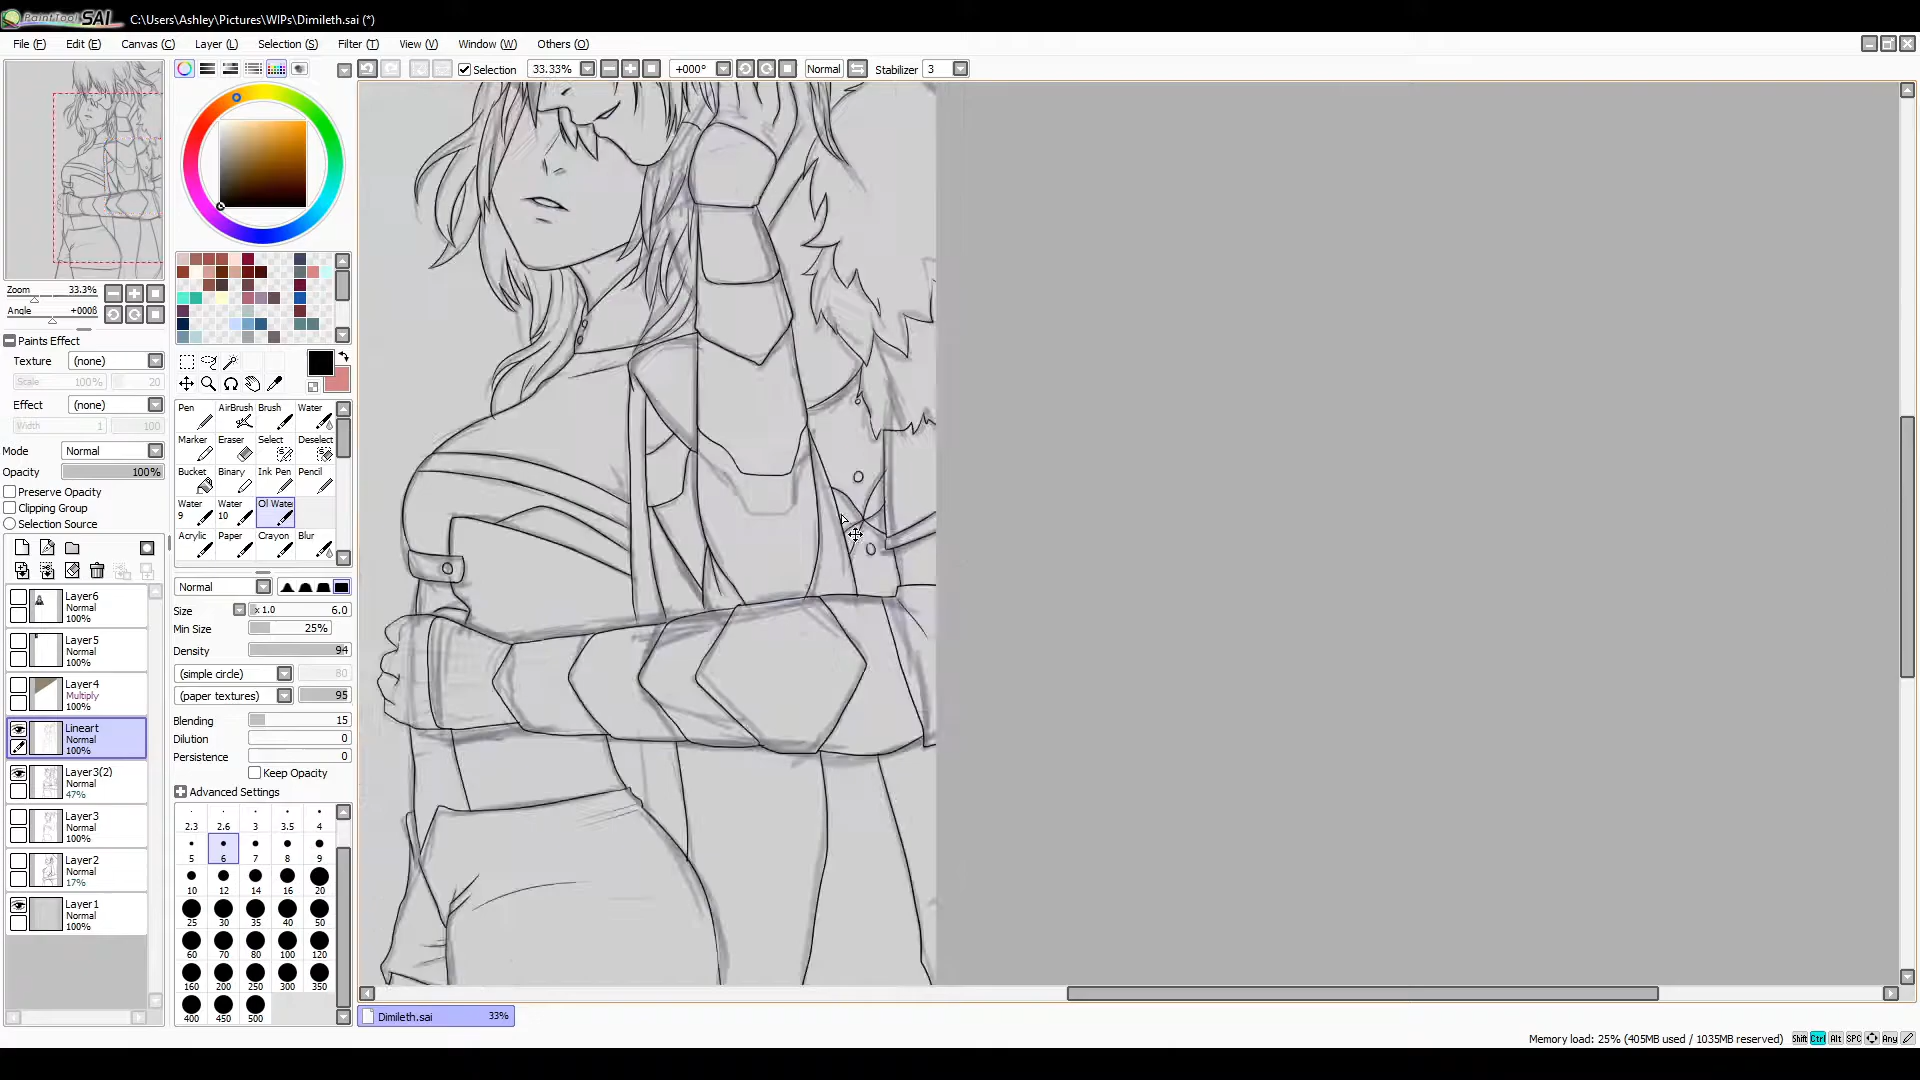 PaintTool SAI C:\Users\Ashley\Pictures\WIPs\Dimileth.sai (*)
File (F) Edit (E) Canvas (C) Layer (L) Selection (S) Filter (T) View (V) Window (W) Others (O)
Selection 33.33% +000° Normal Stabilizer 3
Zoom 33.3%
Angle +000θ
Paints Effect
Texture (none)
Scale 100% 20
Effect (none)
Width 1 100
Mode Normal
Opacity 100%
Preserve Opacity
Clipping Group
Selection Source
Layer6
Normal
100%
Layer5
Normal
100%
Layer4
Multiply
100%
Lineart
Normal
100%
Layer3(2)
Normal
47%
Layer3
Normal
100%
Layer2
Normal
17%
Layer1
Normal
100%
Pen AirBrush Brush Water
Marker Eraser Select Deselect
Bucket Binary Ink Pen Pencil
Water 9 Water 10 Ol Wate
Acrylic Paper Crayon Blur
Normal
Size x 1.0 6.0
Min Size 25%
Density 94
(simple circle) 80
(paper textures) 95
Blending 15
Dilution 0
Persistence 0
Keep Opacity
Advanced Settings
2.3 2.6 3 3.5 4
5 6 7 8 9
10 12 14 16 20
25 30 35 40 50
60 70 80 100 120
160 200 250 300 350
400 450 500
Dimileth.sai 33%
Memory load: 25% (405MB used / 1035MB reserved) Shift Ctrl Alt SPC Any